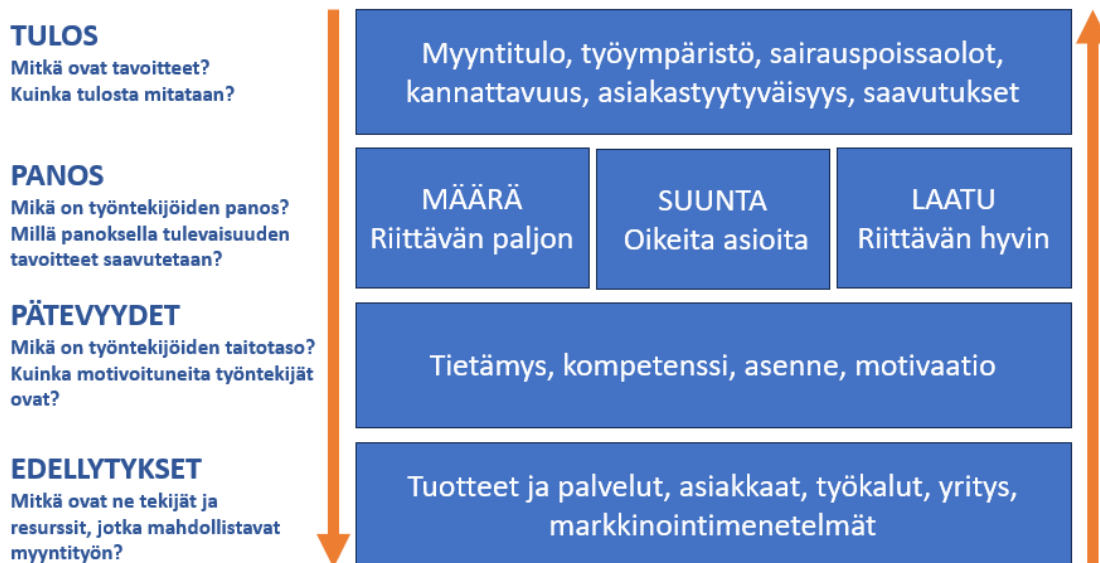 TULOS
Mitkä ovat tavoitteet?
Kuinka tulosta mitataan?
Myyntitulo, työympäristö, sairauspoissaolot,
kannattavuus, asiakastyytyväisyys, saavutukset
PANOS
Mikä on työntekijöiden panos?
Millä panoksella tulevaisuuden
tavoitteet saavutetaan?
MÄÄRÄ
Riittävän paljon
SUUNTA
Oikeita asioita
LAATU
Riittävän hyvin
PÄTEVYYDET
Mikä on työntekijöiden taitotaso?
Kuinka motivoituneita työntekijät
ovat?
Tietämys, kompetenssi, asenne, motivaatio
EDELLYTYKSET
Mitkä ovat ne tekijät ja
resurssit, jotka mahdollistavat
myyntityön?
Tuotteet ja palvelut, asiakkaat, työkalut, yritys,
markkinointimenetelmät